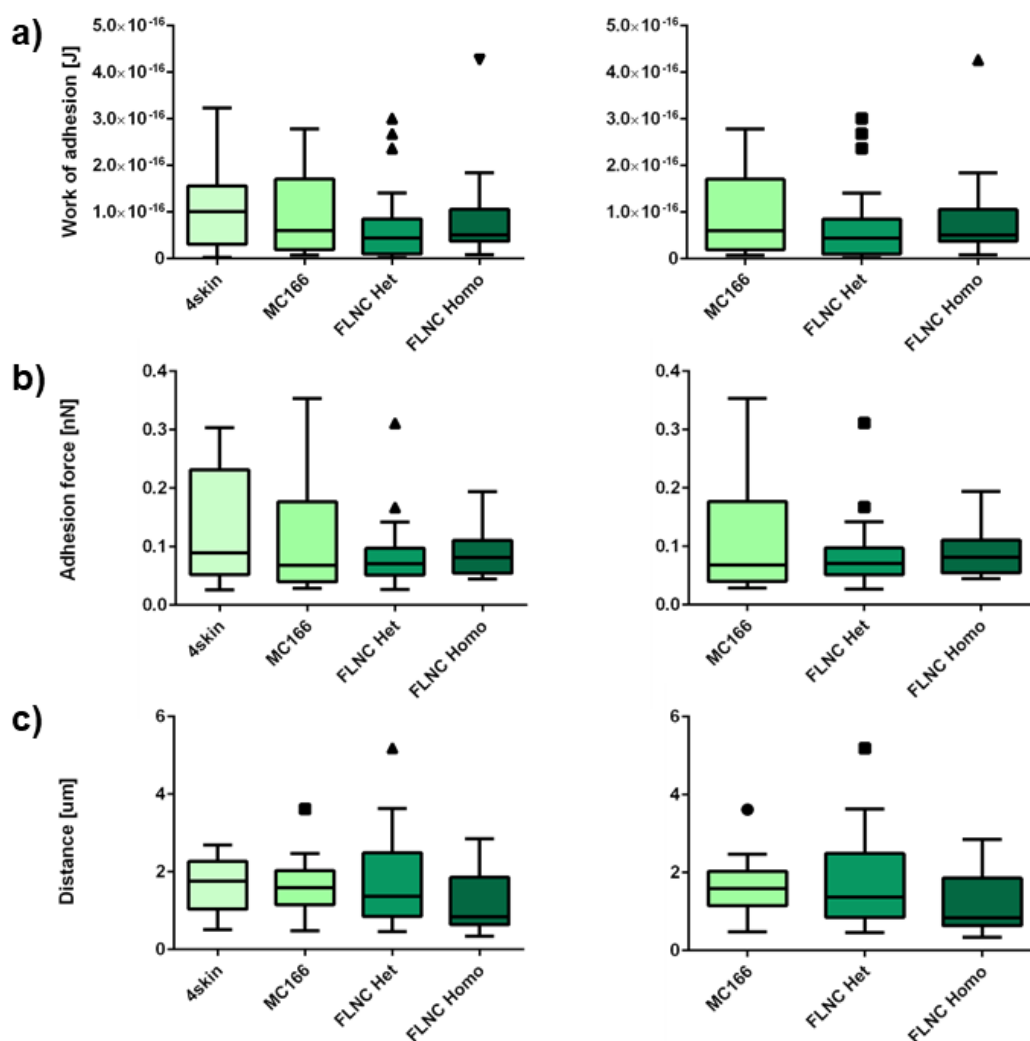 a)
Work of adhesion [J]
5.0×10⁻¹⁶
4.0×10⁻¹⁶
3.0×10⁻¹⁶
2.0×10⁻¹⁶
1.0×10⁻¹⁶
0
4skin
MC166
FLNC Het
FLNC Homo
5.0×10⁻¹⁶
4.0×10⁻¹⁶
3.0×10⁻¹⁶
2.0×10⁻¹⁶
1.0×10⁻¹⁶
0
MC166
FLNC Het
FLNC Homo
b)
Adhesion force [nN]
0.4
0.3
0.2
0.1
0.0
4skin
MC166
FLNC Het
FLNC Homo
0.4
0.3
0.2
0.1
0.0
MC166
FLNC Het
FLNC Homo
c)
Distance [um]
6
4
2
0
4skin
MC166
FLNC Het
FLNC Homo
6
4
2
0
MC166
FLNC Het
FLNC Homo